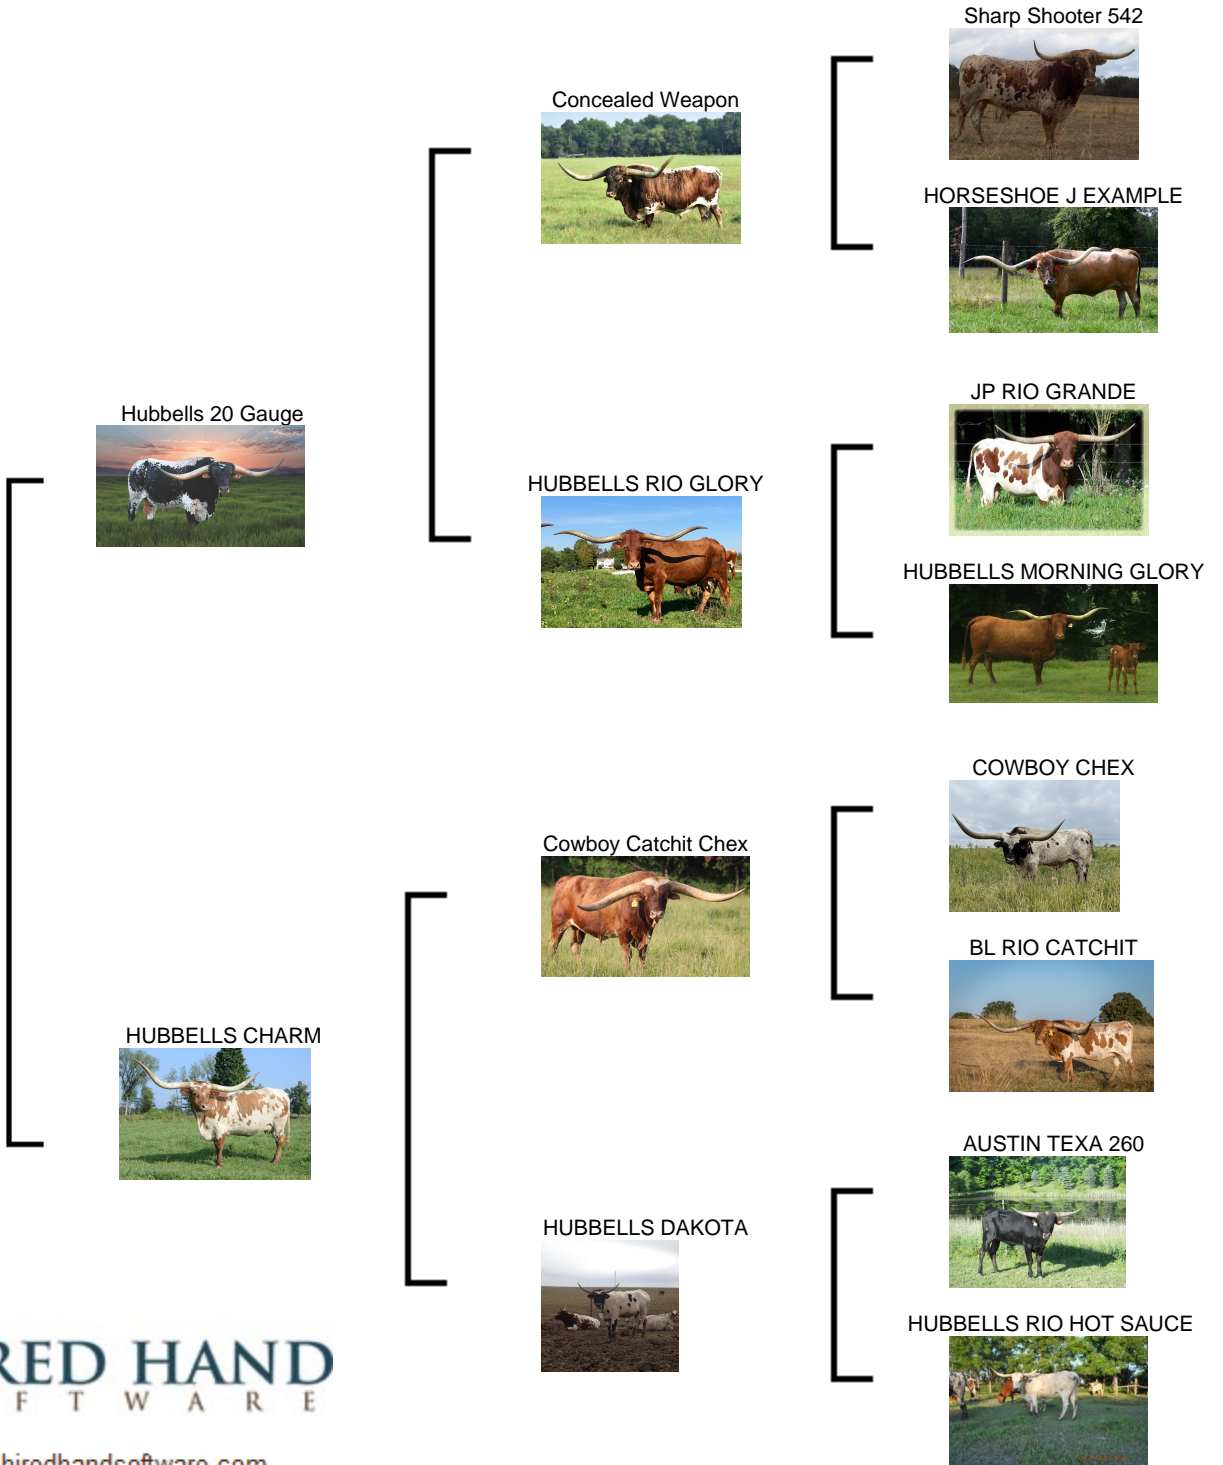 Sharp Shooter 542
Concealed Weapon
HORSESHOE J EXAMPLE
JP RIO GRANDE
Hubbells 20 Gauge
HUBBELLS RIO GLORY
HUBBELLS MORNING GLORY
COWBOY CHEX
Cowboy Catchit Chex
BL RIO CATCHIT
HUBBELLS CHARM
AUSTIN TEXA 260
HUBBELLS DAKOTA
HUBBELLS RIO HOT SAUCE
RED HAND
F T W A R E
hiredhandsoftware.com